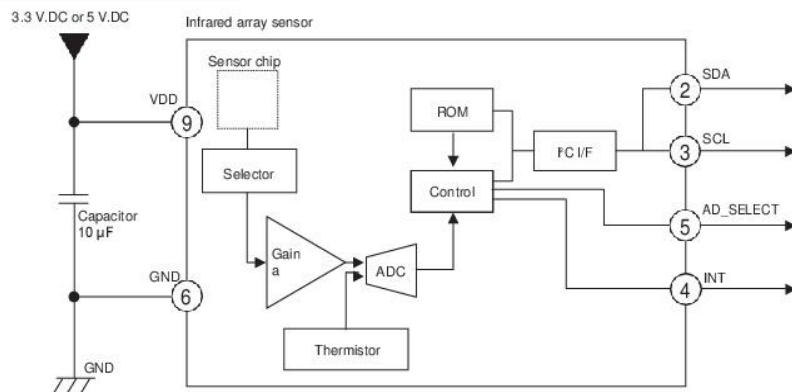 3.3 V.DC or 5 V.DC
Infrared array sensor
Sensor chip
VDD
9
ROM
SDA
2
I²C I/F
SCL
3
Selector
Control
Capacitor
10 µF
AD_SELECT
5
Gain
a
ADC
GND
6
INT
4
Thermistor
GND